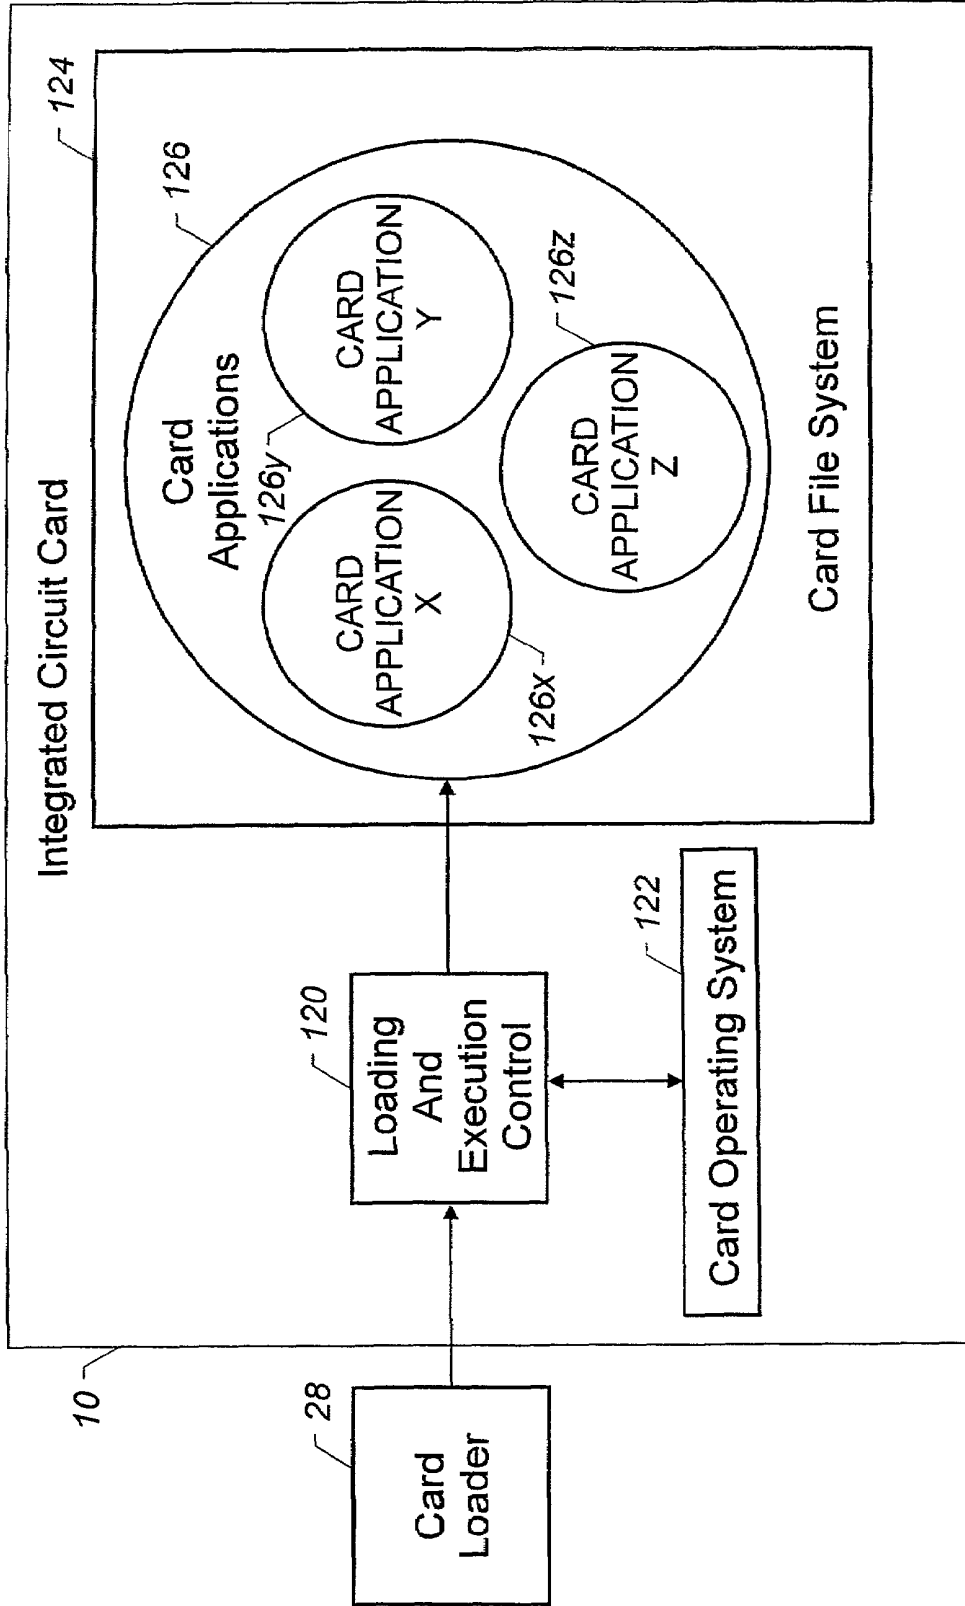 Integrated Circuit Card
10
28
Card
Loader
120
Loading
And
Execution
Control
122
Card Operating System
124
126
Card
Applications
126y
CARD
APPLICATION
X
126x
CARD
APPLICATION
Y
126z
CARD
APPLICATION
Z
Card File System